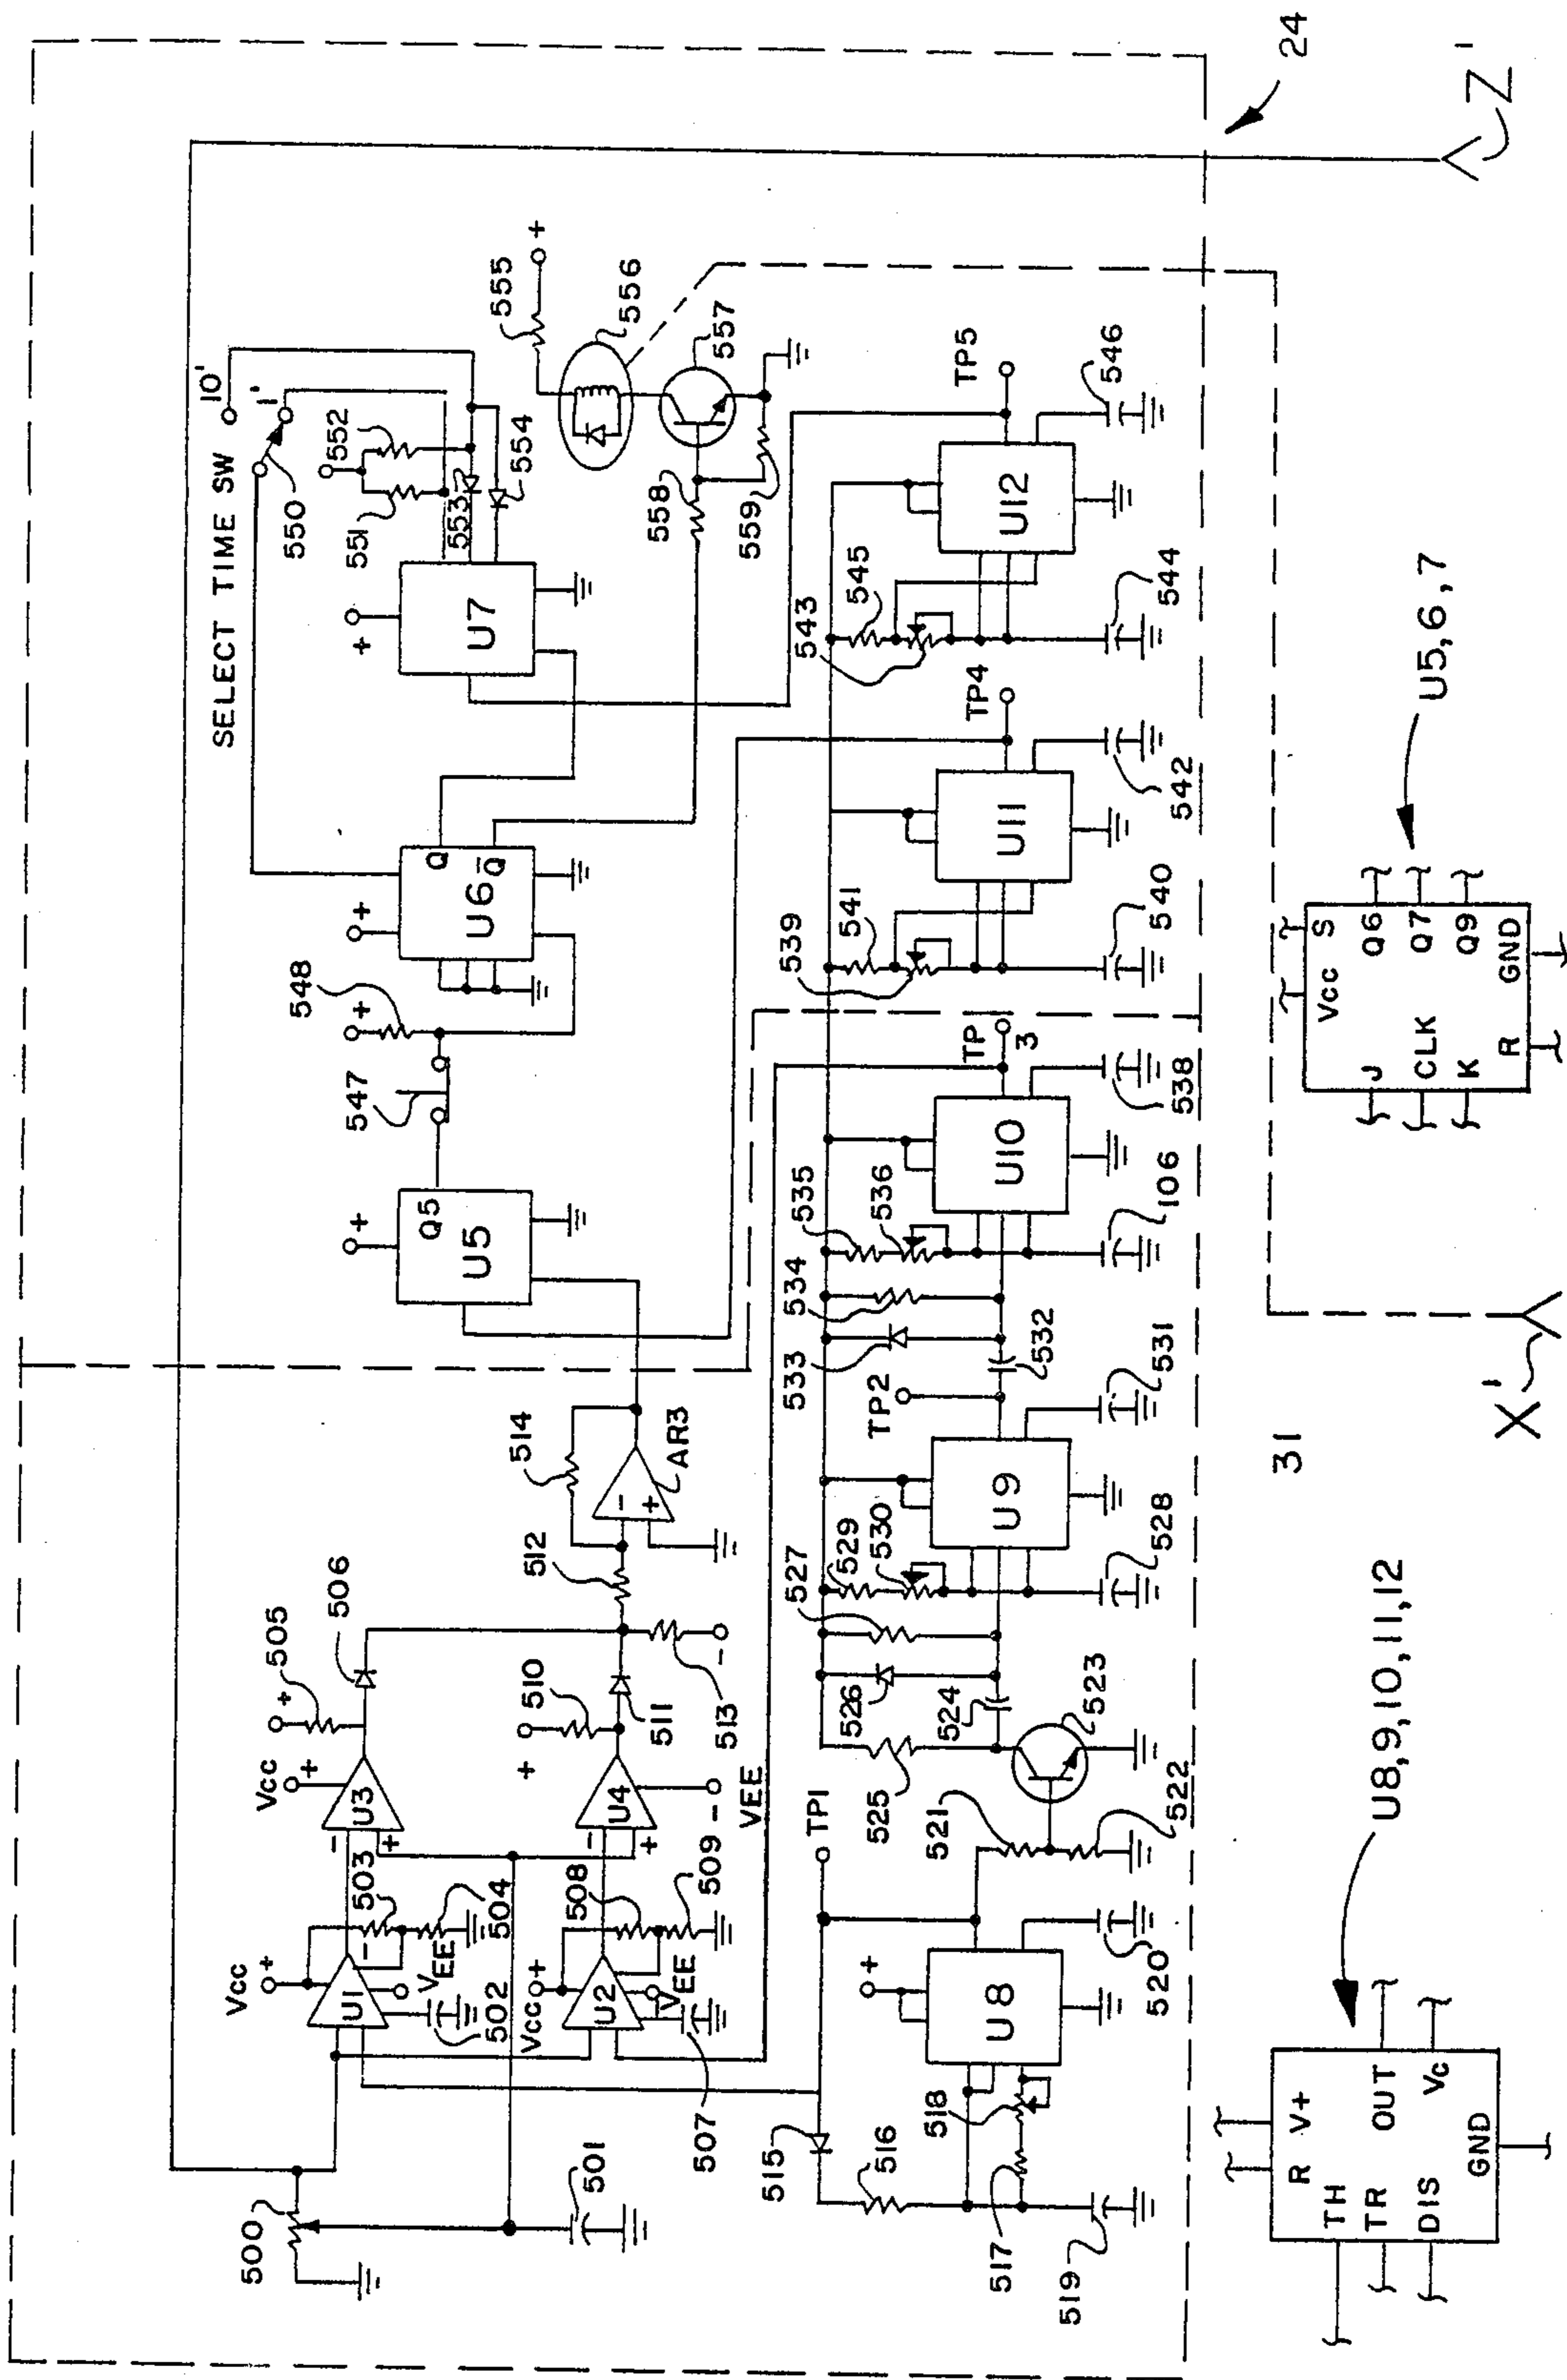 SELECT TIME SW
10'
1'
550
551
552
553
554
555
+
556
557
558
559
+
U7
+
U6
Q
Q̄
548
+
547
+
Q5
U5
514
AR3
-
+
512
513
-
505
+
506
510
+
511
Vcc
+
U3
-
+
U4
-
+
-
VEE
503
504
508
509
Vcc
+
U1
-
VEE
502
Vcc
+
U2
VEE
507
500
501
515
516
517
518
519
+
U8
520
TP1
521
522
523
524
525
526
527
528
529
530
U9
531
TP2
532
533
534
535
536
U10
106
TP
3
538
539
541
U11
540
542
TP4
543
545
U12
544
546
TP5
24
Z'
X'
31
U8,9,10,11,12
R
V+
TH
TR
DIS
OUT
Vc
GND
U5,6,7
Vcc
S
J
CLK
K
R
Q6
Q7
Q9
GND